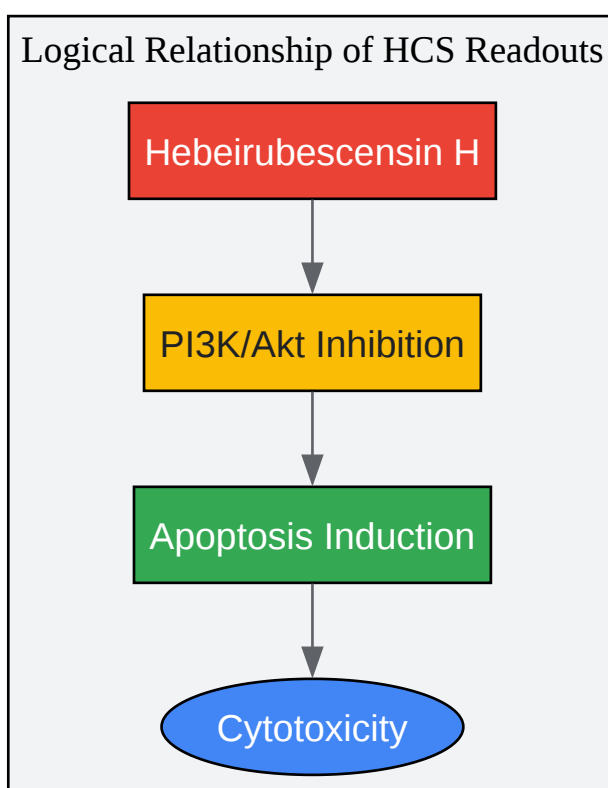 Logical Relationship of HCS Readouts
Hebeirubescensin H
PI3K/Akt Inhibition
Apoptosis Induction
Cytotoxicity